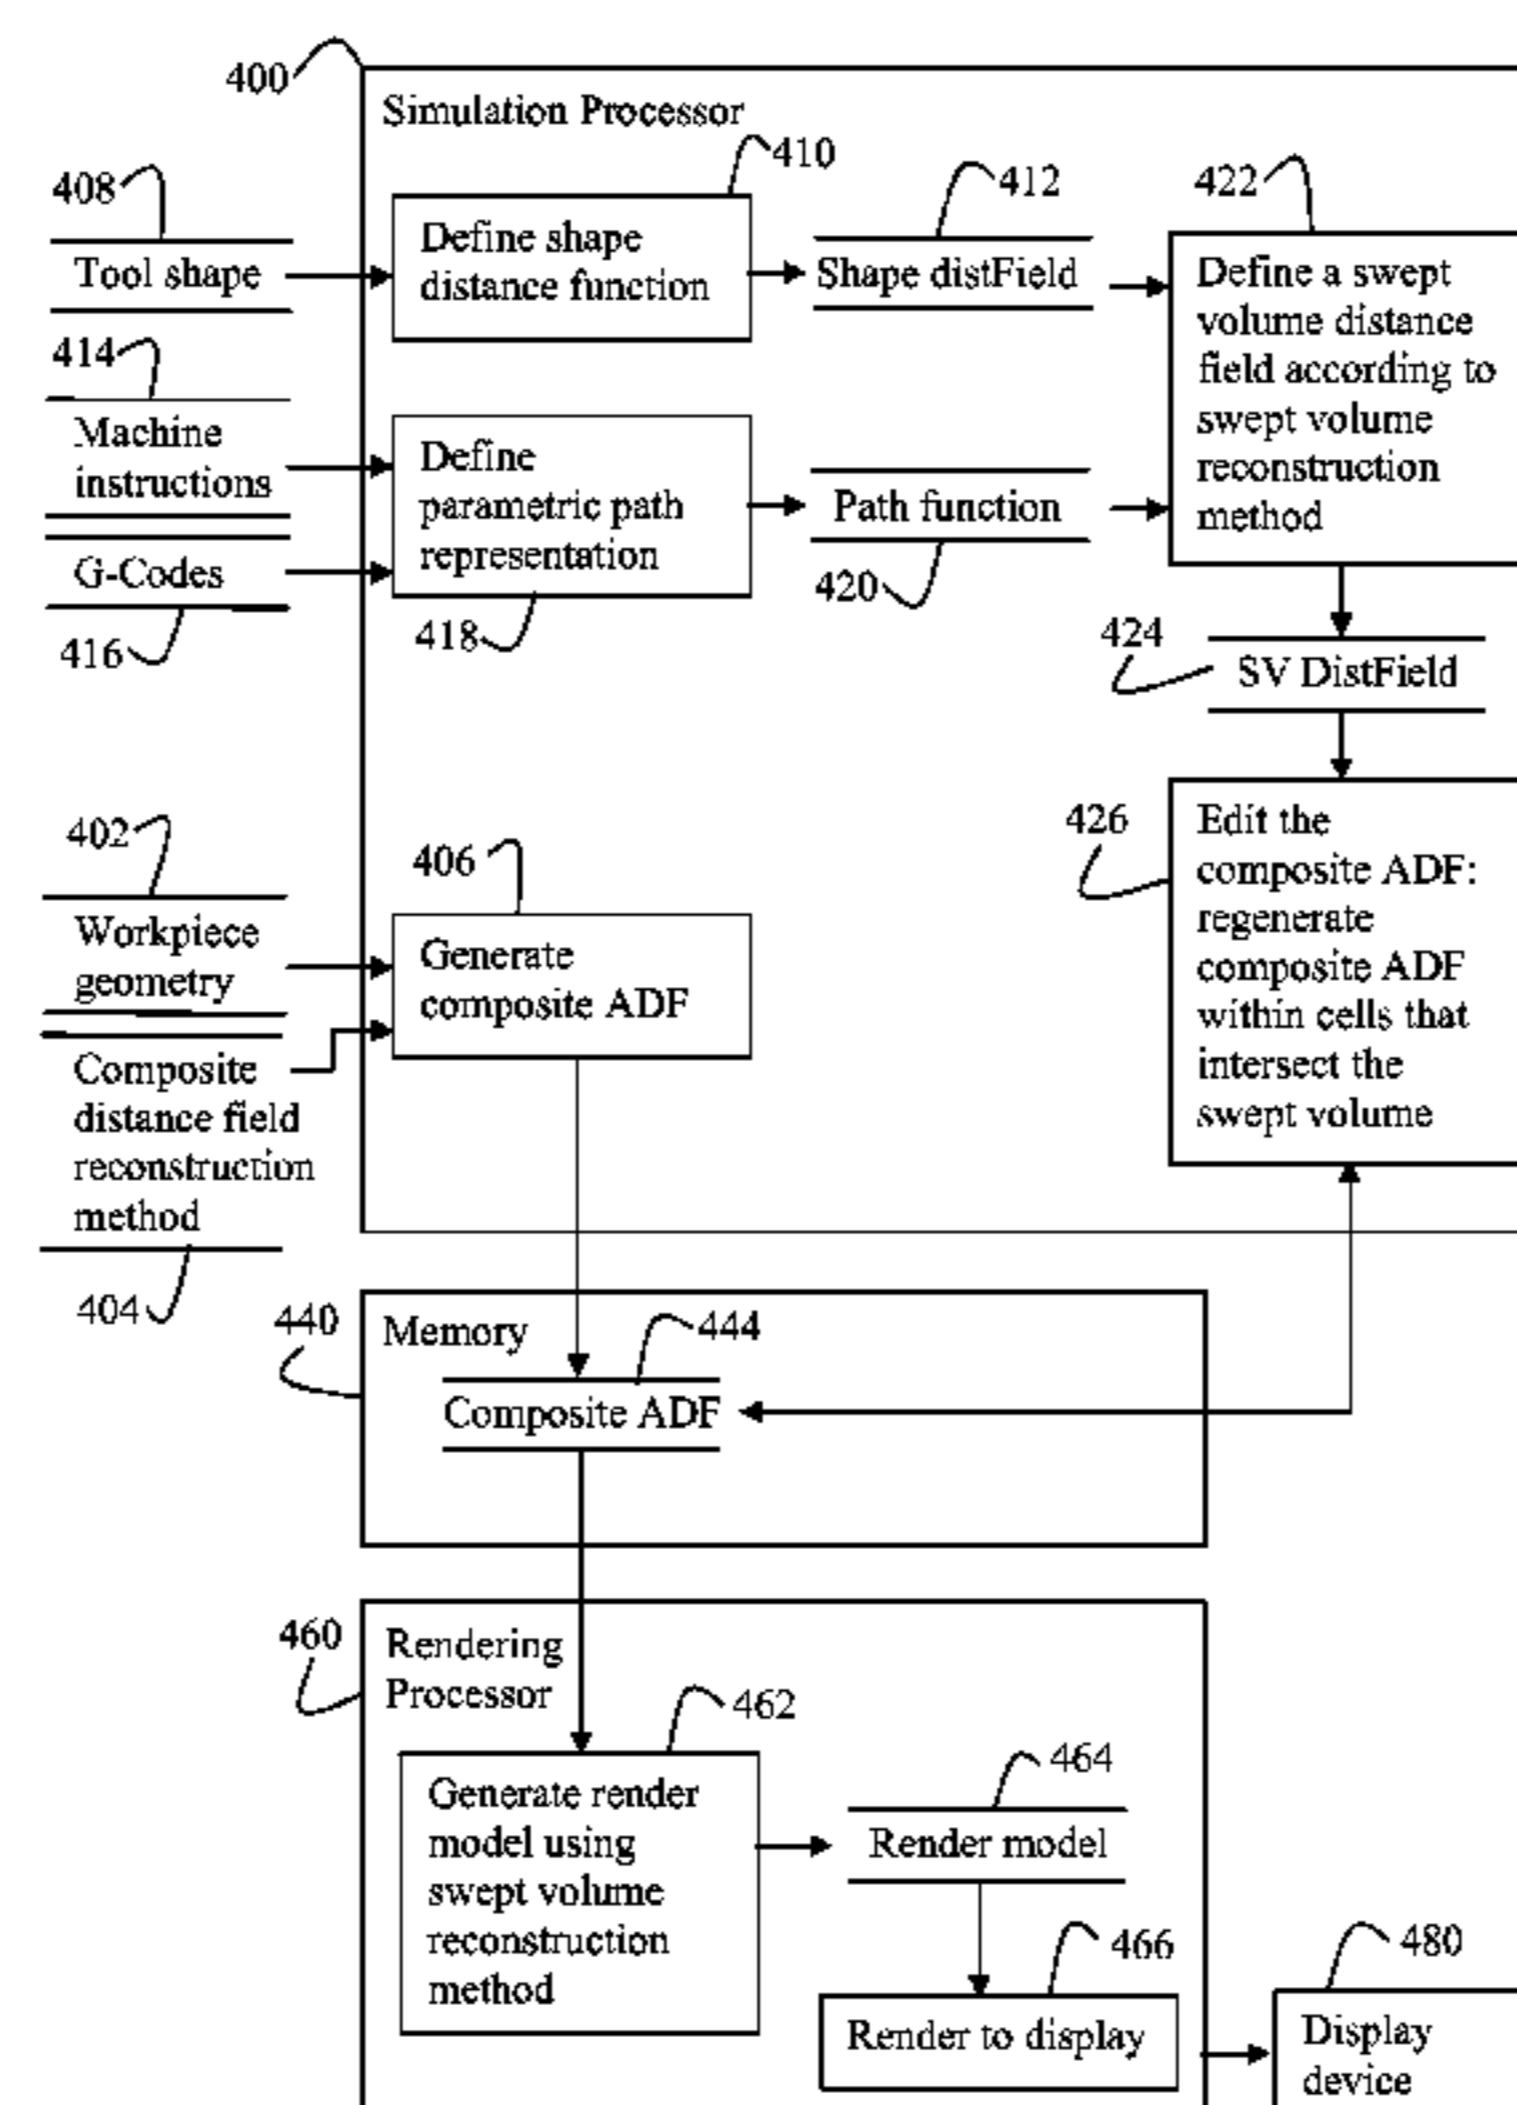 400
Simulation Processor
410
408
412
422
Tool shape
Define shape
distance function
Shape distField
Define a swept
volume distance
field according to
swept volume
reconstruction
method
414
Machine
instructions
G-Codes
416
Define
parametric path
representation
418
Path function
420
424
SV DistField
402
406
426
Workpiece
geometry
Generate
composite ADF
Edit the
composite ADF:
regenerate
composite ADF
within cells that
intersect the
swept volume
Composite
distance field
reconstruction
method
404
440
Memory
444
Composite ADF
460
Rendering
Processor
462
464
Generate render
model using
swept volume
reconstruction
method
Render model
466
480
Render to display
Display
device